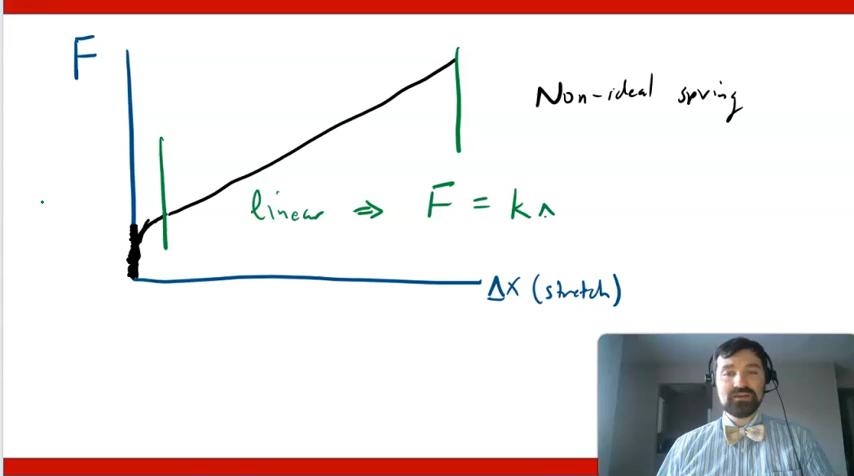 F
Non-ideal spring
linear ⇒ F = k
Δx (stretch)